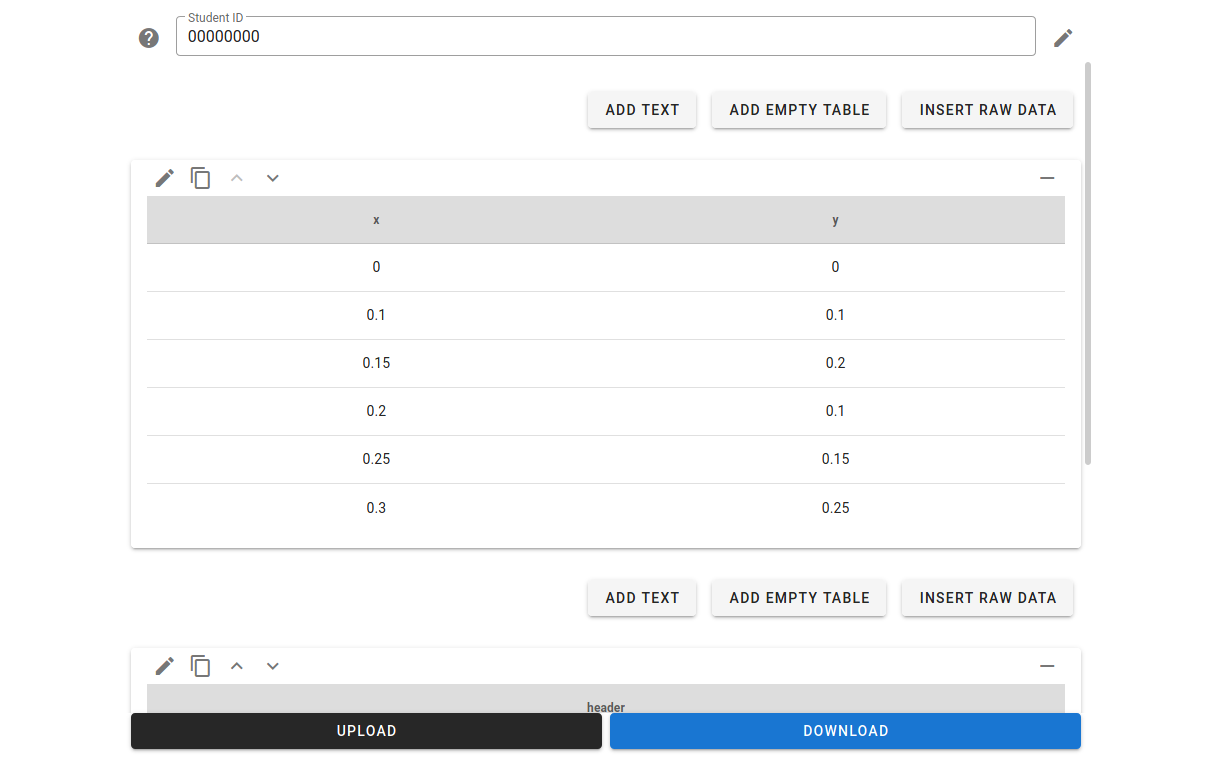 Student ID
00000000
ADD TEXT ADD EMPTY TABLE INSERT RAW DATA
x y
0 0
0.1 0.1
0.15 0.2
0.2 0.1
0.25 0.15
0.3 0.25
ADD TEXT ADD EMPTY TABLE INSERT RAW DATA
header
UPLOAD DOWNLOAD